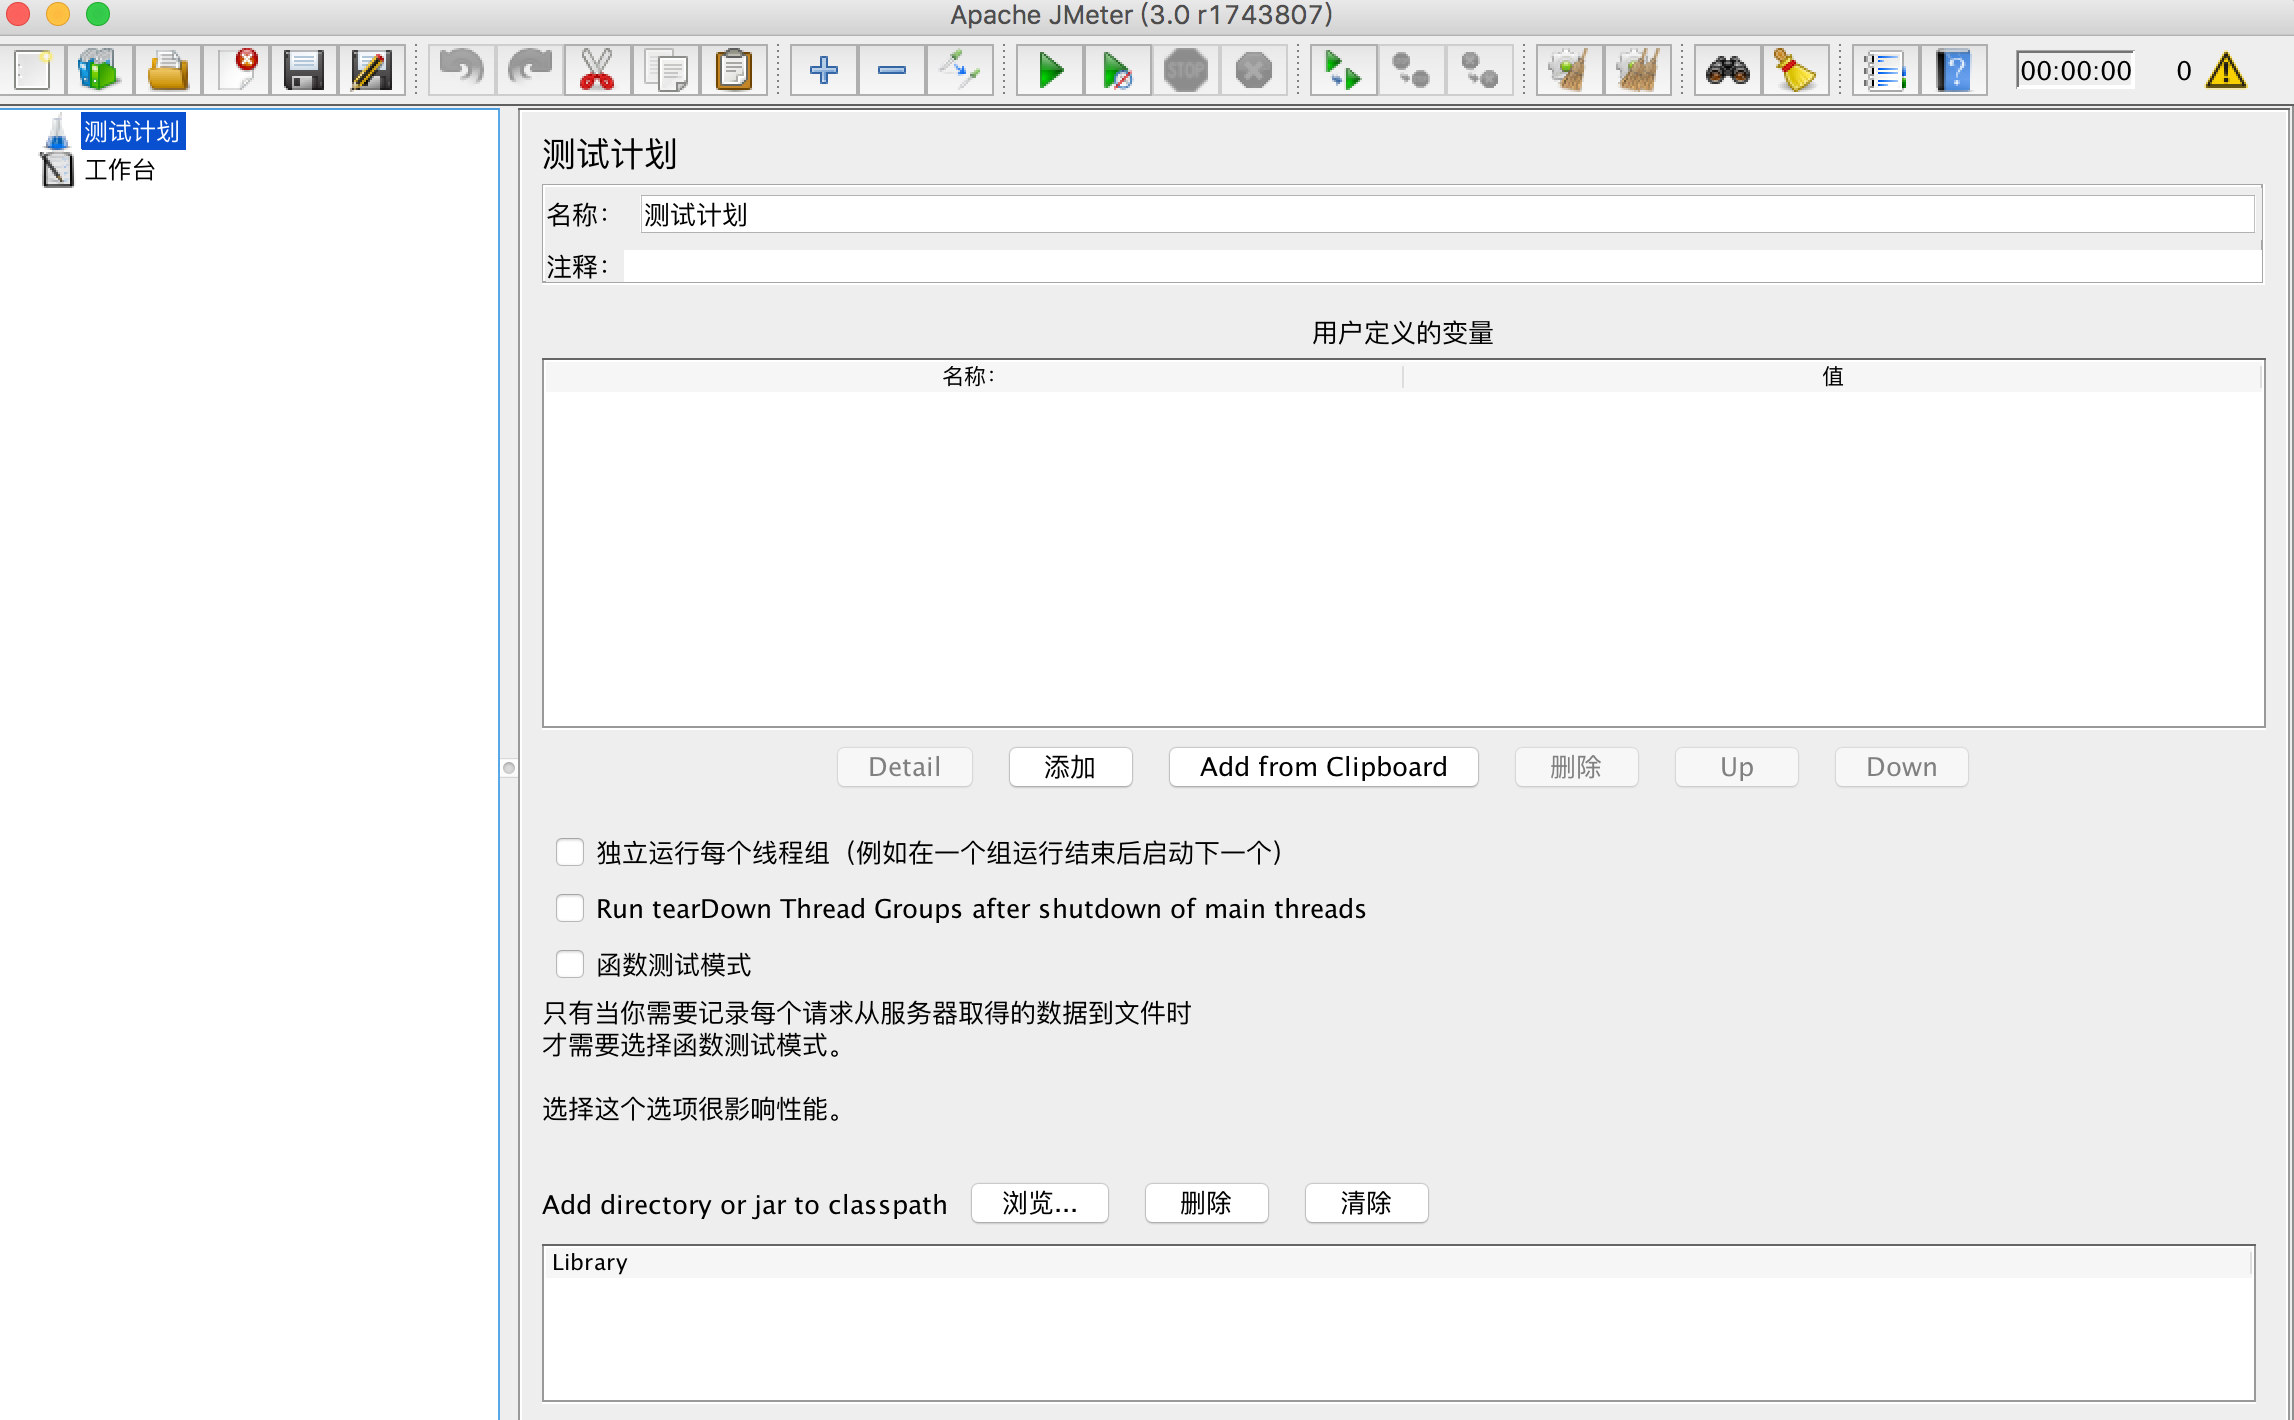 Apache JMeter (3.0 r1743807)
STOP
00:00:00
0
测试计划
工作台
测试计划
名称：
测试计划
注释：
用户定义的变量
名称：
值
Detail
添加
Add from Clipboard
删除
Up
Down
独立运行每个线程组（例如在一个组运行结束后启动下一个）
Run tearDown Thread Groups after shutdown of main threads
函数测试模式
只有当你需要记录每个请求从服务器取得的数据到文件时
才需要选择函数测试模式。
选择这个选项很影响性能。
Add directory or jar to classpath
浏览...
删除
清除
Library